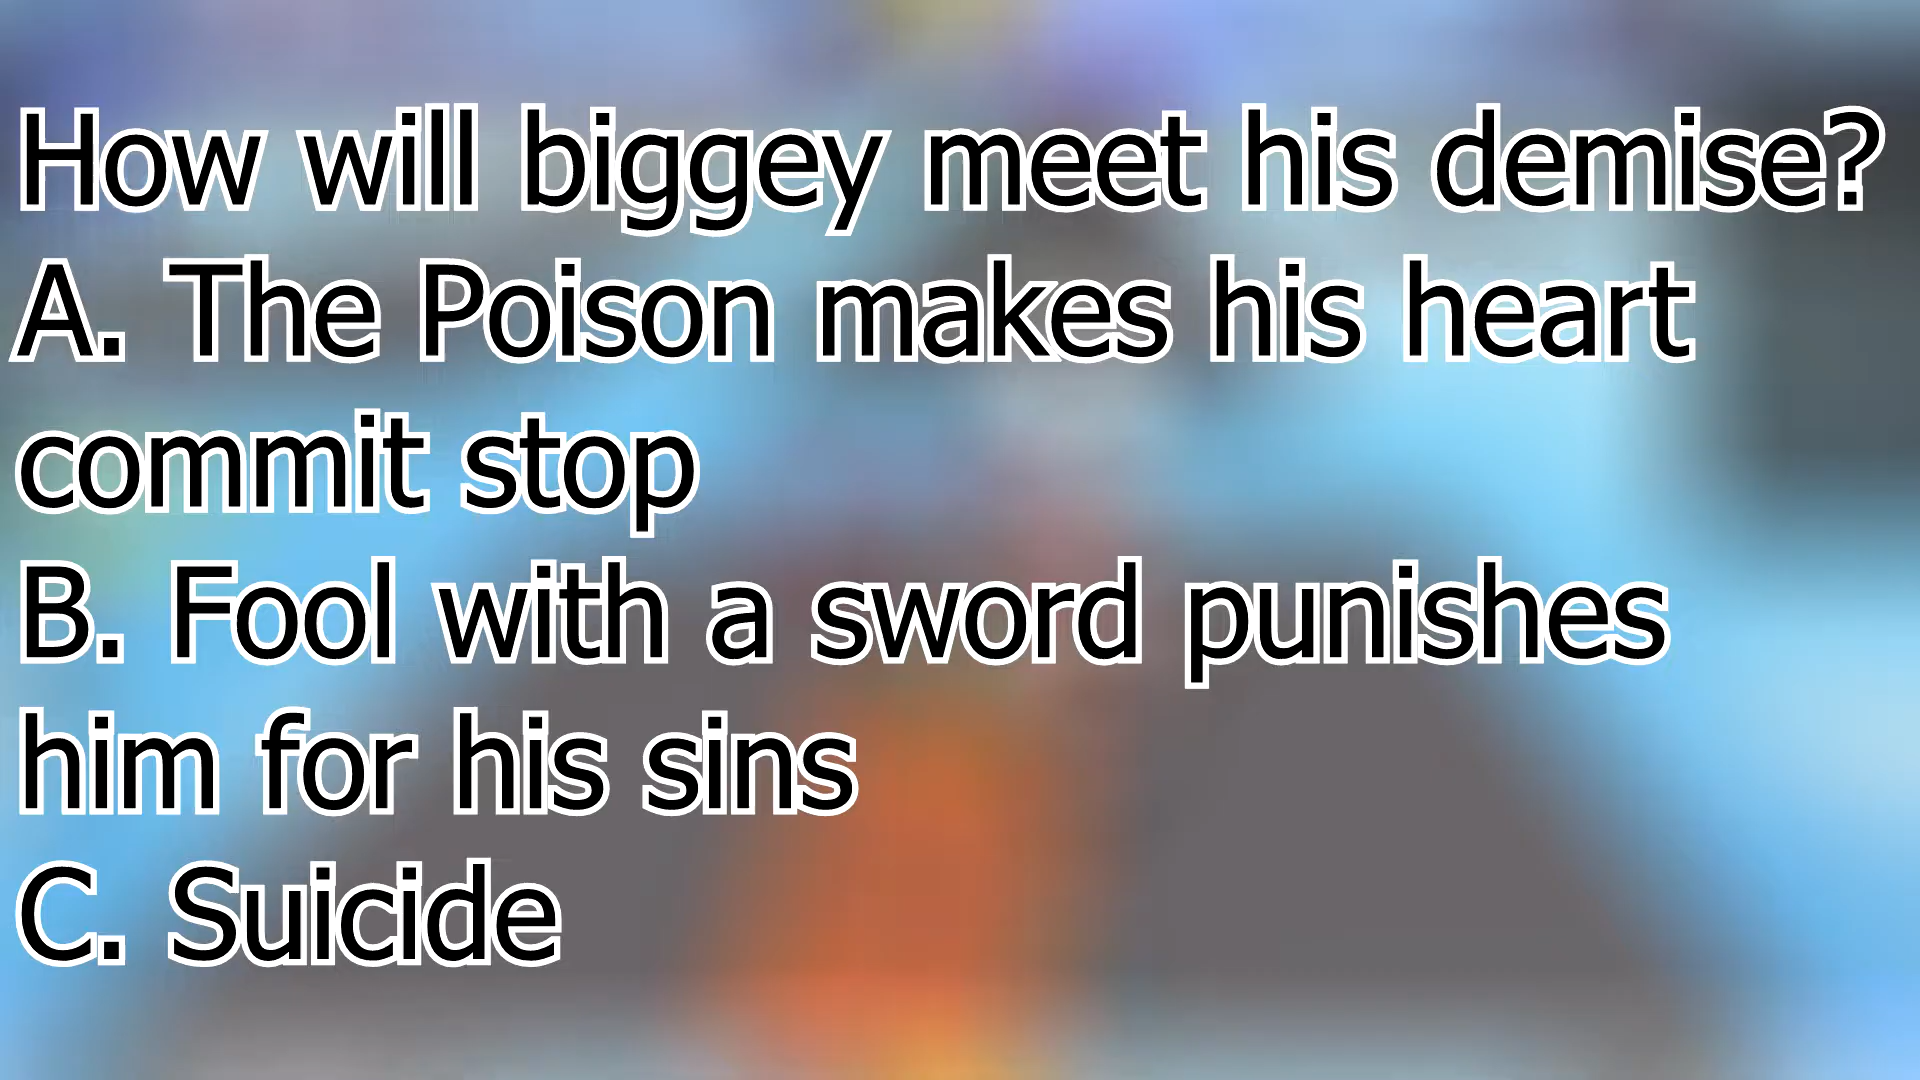 How will biggey meet his demise?
A. The Poison makes his heart
commit stop
B. Fool with a sword punishes
him for his sins
C. Suicide